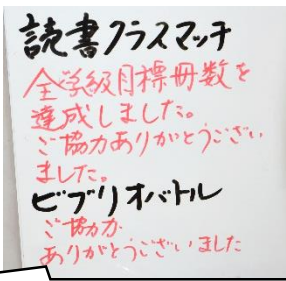 読書クラスマッチ
全学級目標冊数を
達成しました。
ご協力ありがとうござい
ました。
ビブリオバトル
ご協力
ありがとうございました